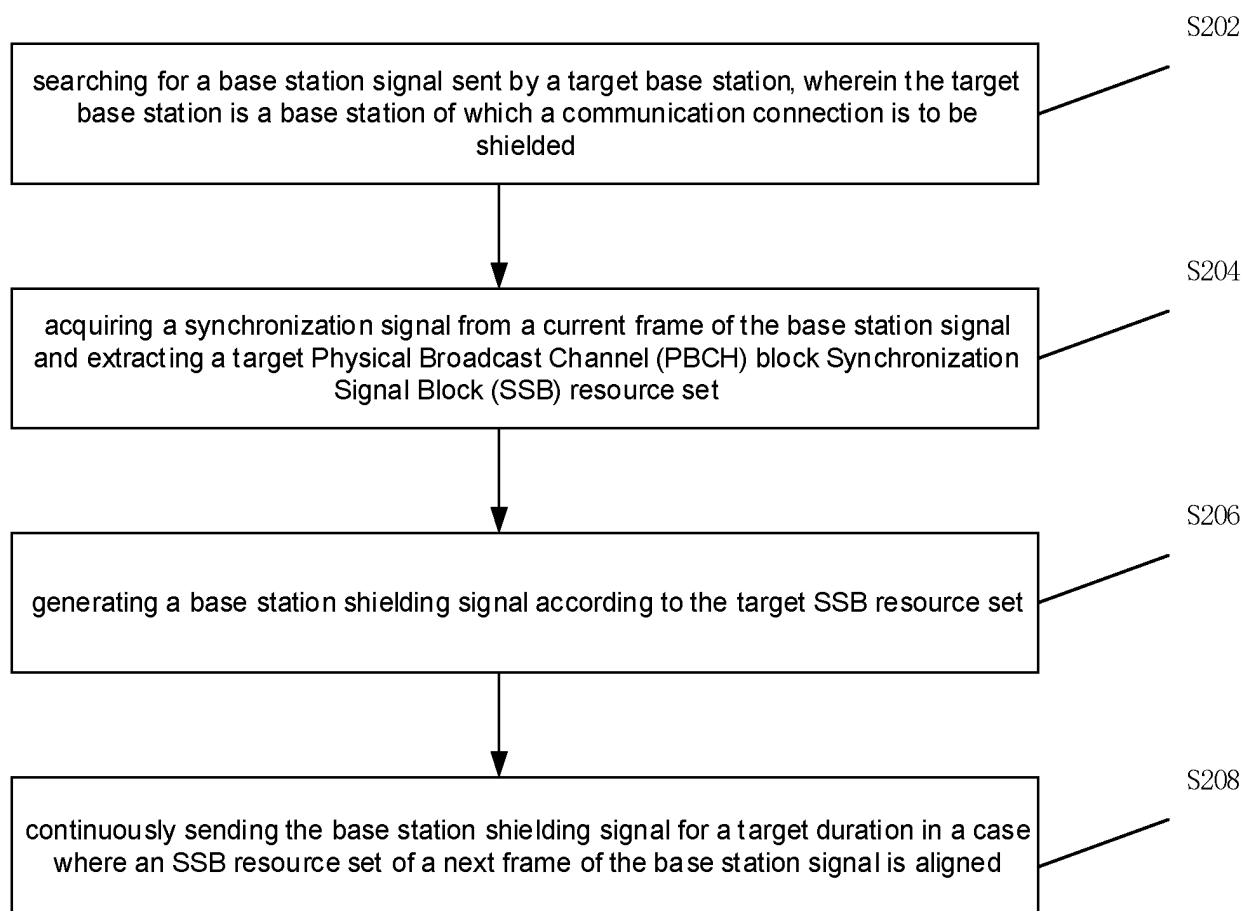 S202
searching for a base station signal sent by a target base station, wherein the target
base station is a base station of which a communication connection is to be
shielded
S204
acquiring a synchronization signal from a current frame of the base station signal
and extracting a target Physical Broadcast Channel (PBCH) block Synchronization
Signal Block (SSB) resource set
S206
generating a base station shielding signal according to the target SSB resource set
S208
continuously sending the base station shielding signal for a target duration in a case
where an SSB resource set of a next frame of the base station signal is aligned